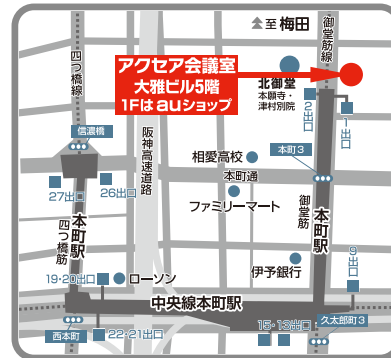 至 梅田
御堂筋線
四つ橋線
アクセア会議室
大雅ビル5階
1Fは auショップ
北御堂
本願寺・
津村別院
2出口
1出口
信濃橋
阪神高速道路
相愛高校
本町3
本町通
27出口
26出口
ファミリーマート
御堂筋
本町駅
本町駅
四つ橋筋
9出口
伊予銀行
19・20出口
ローソン
中央線本町駅
久太郎町3
西本町
22・21出口
15・13出口